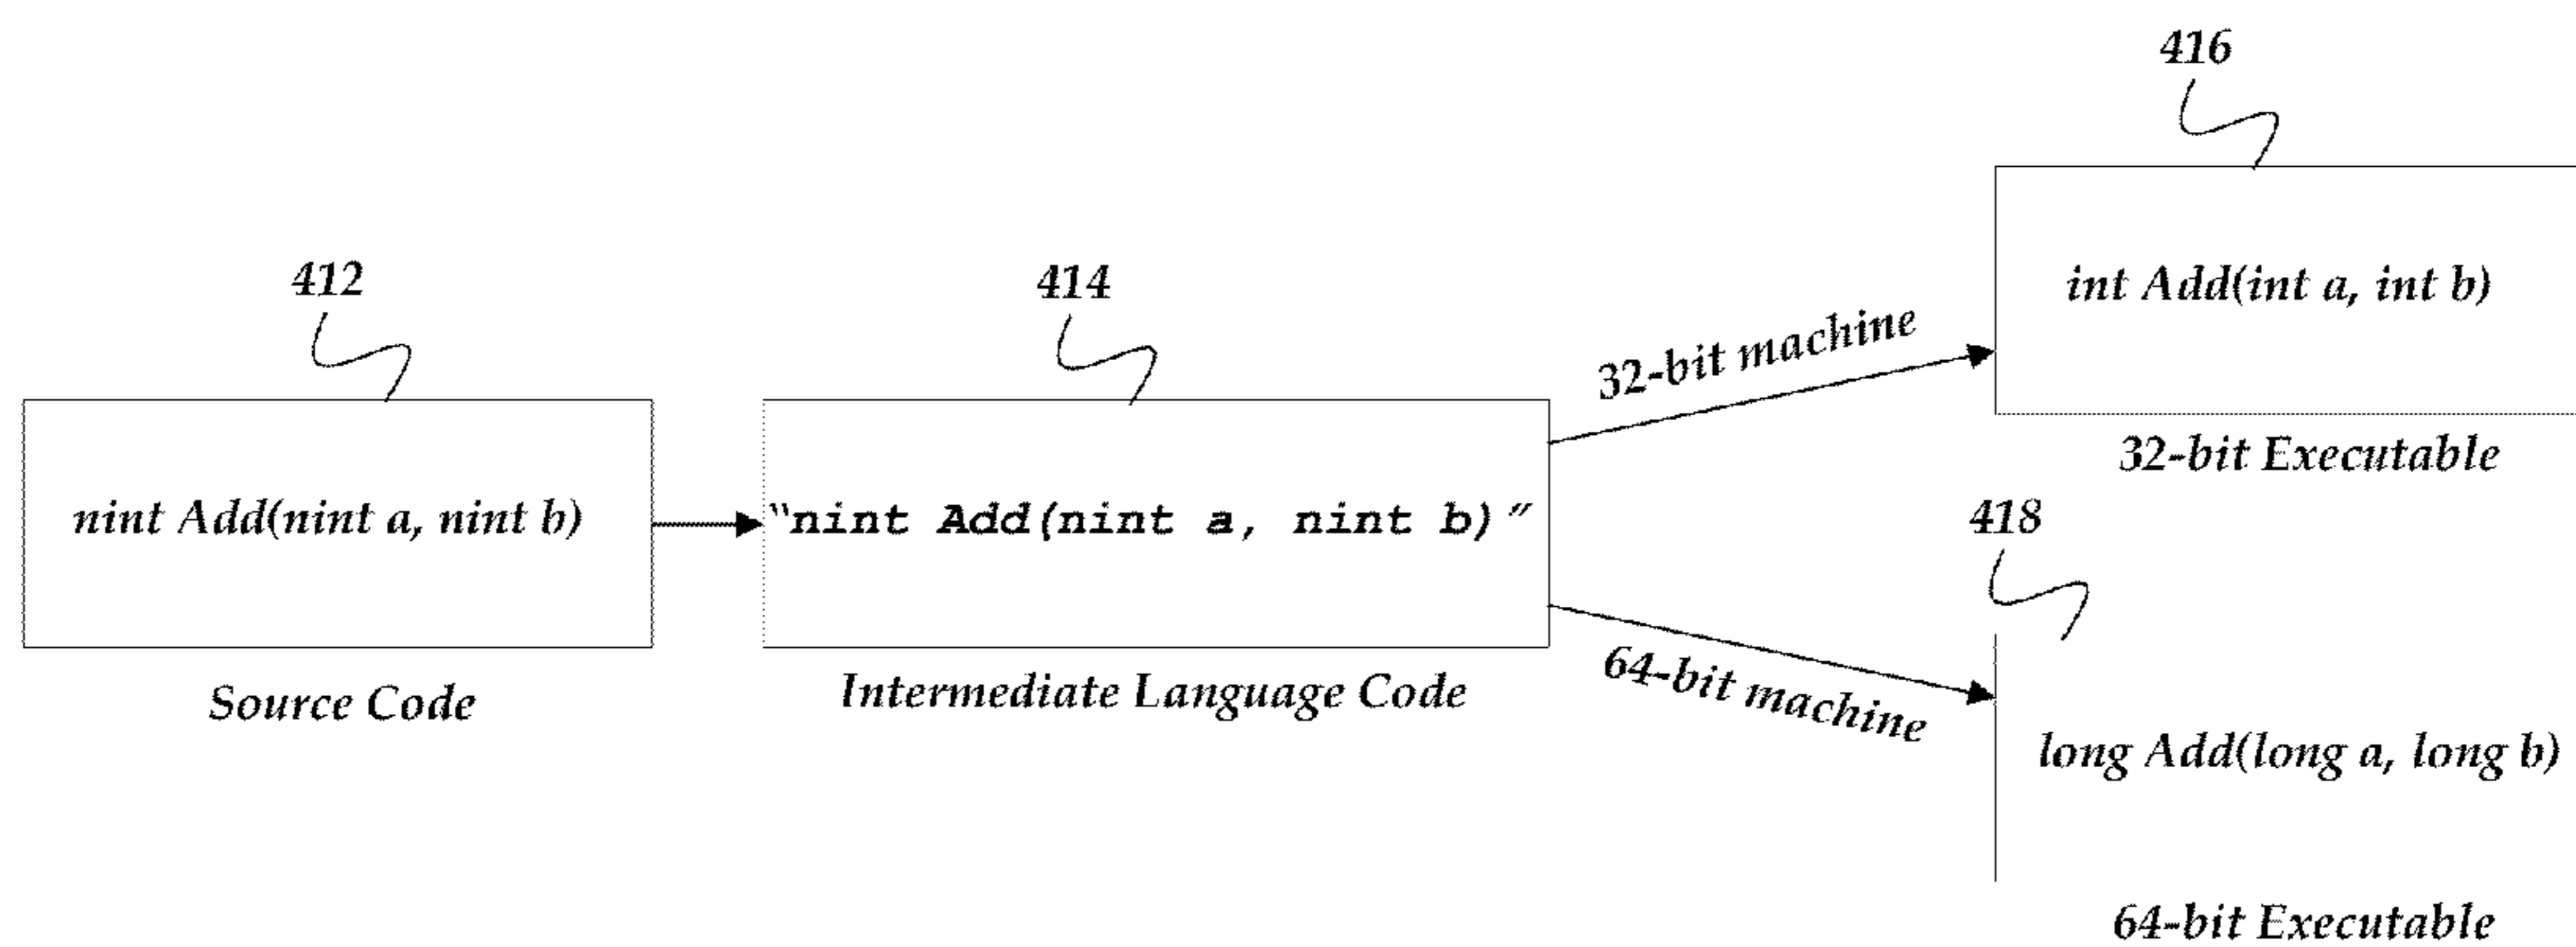 416
412
414
int Add(int a, int b)
32-bit machine
32-bit Executable
nint Add(nint a, nint b)
"nint Add(nint a, nint b)"
418
64-bit machine
Source Code
Intermediate Language Code
long Add(long a, long b)
64-bit Executable